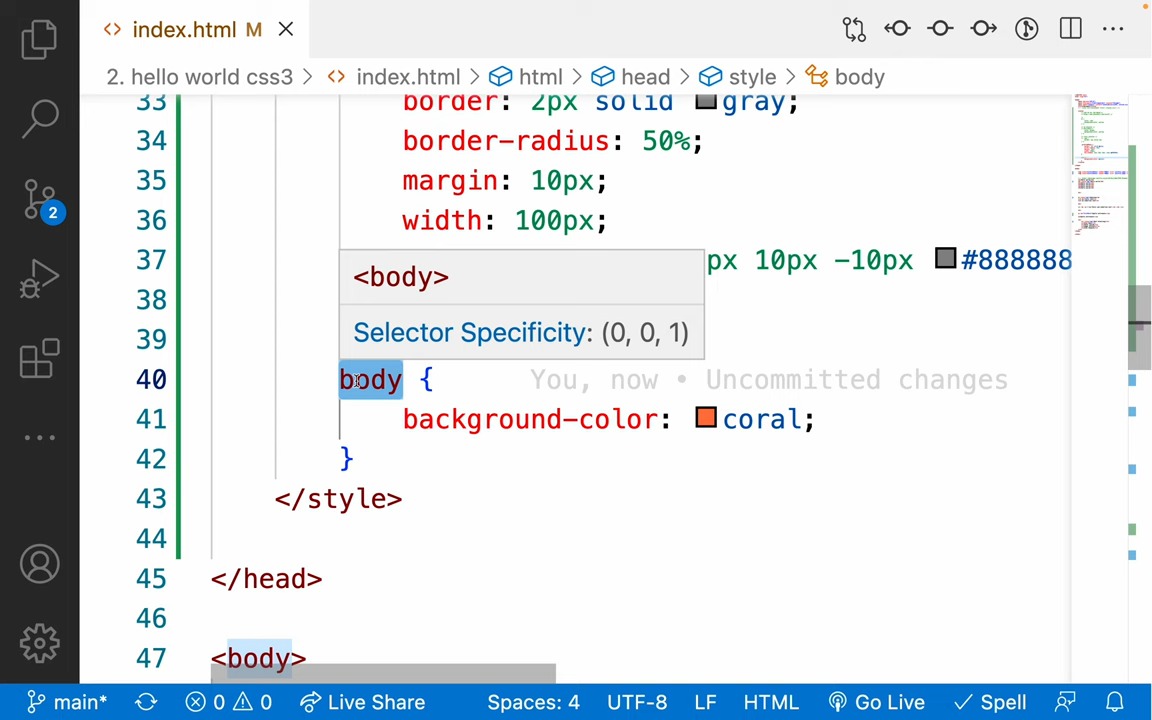 index.html M
2. hello world css3 > index.html > html > head > style > body
33 border: 2px solid gray;
34 border-radius: 50%;
35 margin: 10px;
36 width: 100px;
37 px 10px -10px #888888
38
39
<body>
Selector Specificity: (0, 0, 1)
40 body { You, now • Uncommitted changes
41 background-color: coral;
42 }
43 </style>
44
45 </head>
46
47 <body>
2
main* 0 0 Live Share Spaces: 4 UTF-8 LF HTML Go Live Spell